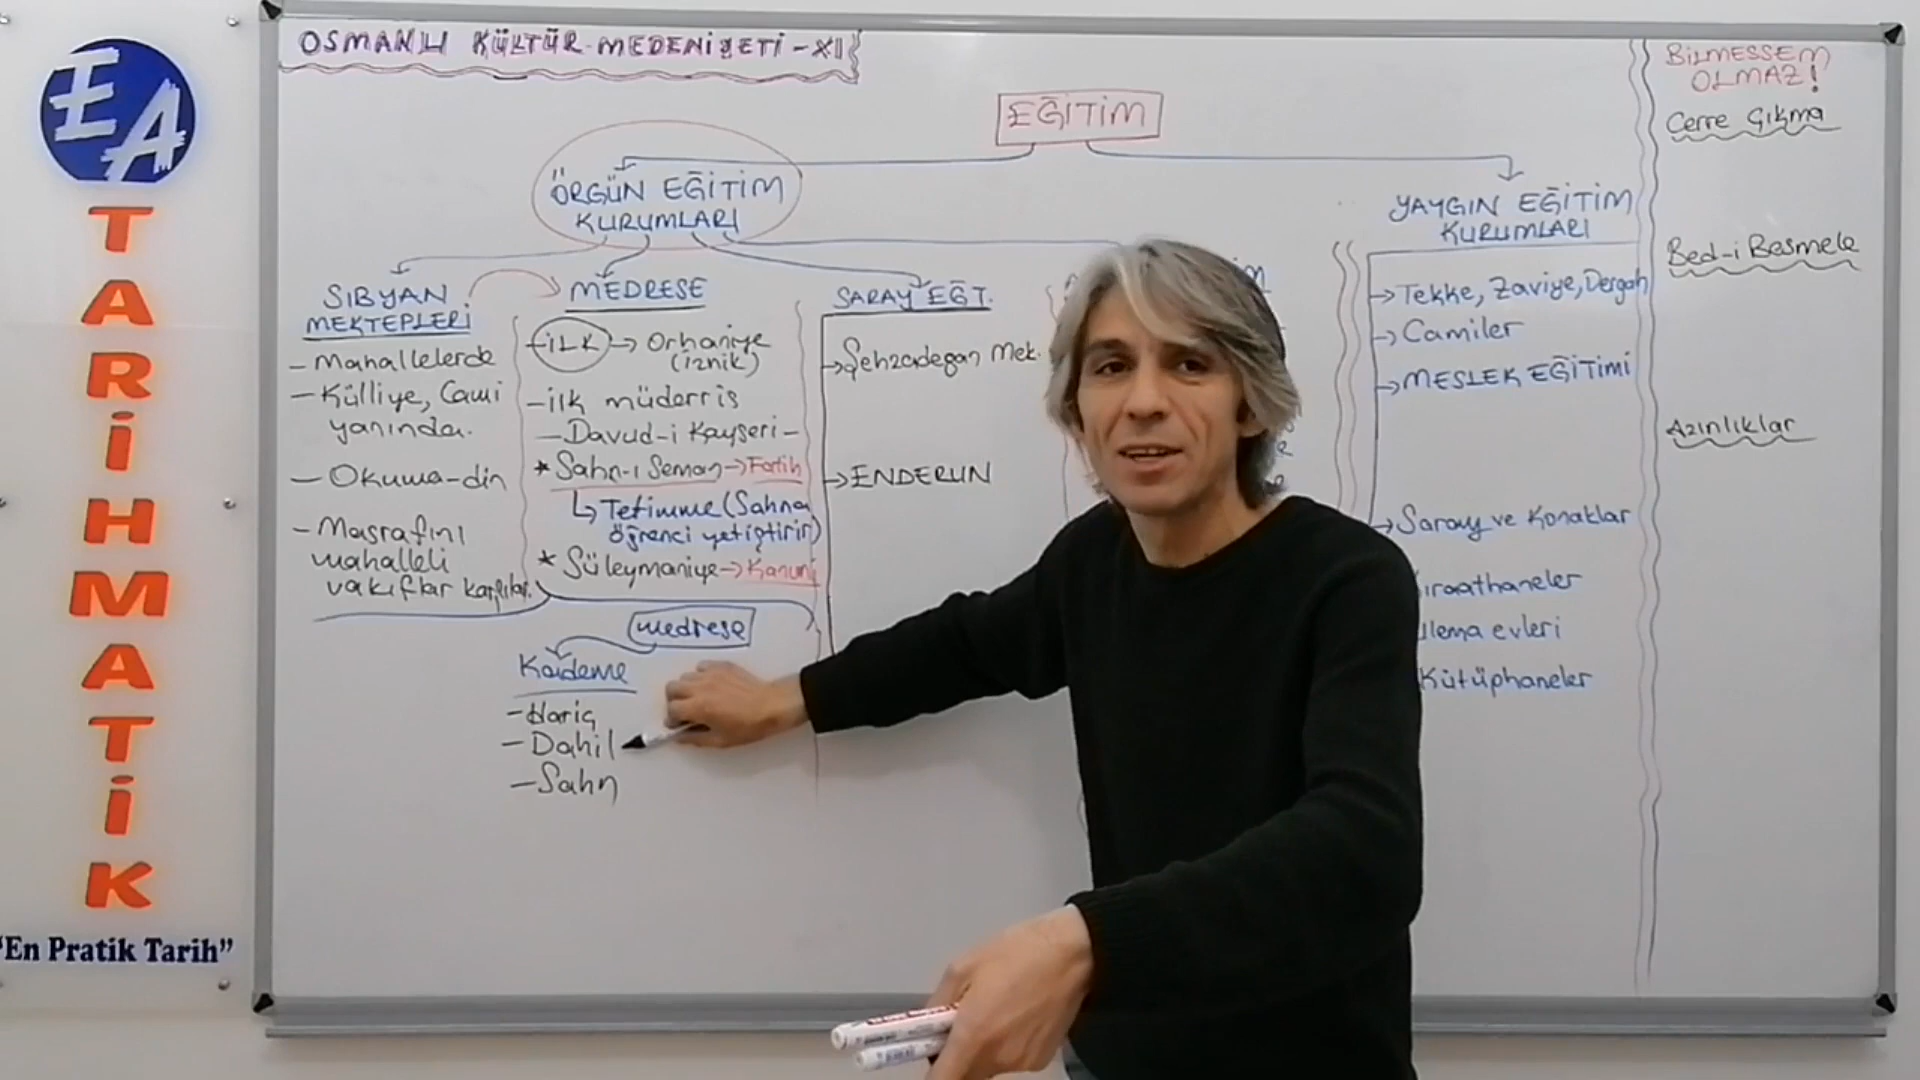 EA
TARİHMATİK
"En Pratik Tarih"
OSMANLI KÜLTÜR-MEDENİYETİ-XI
EĞİTİM
ÖRGÜN EĞİTİM
KURUMLARI
SIBYAN
MEKTEPLERİ
- Mahallelerde
- Külliye, Cami
yanında.
- Okuma-din
- Masrafını
mahalleli
vakıflar karşılar.
MEDRESE
- İLK → Orhaniye
(iznik)
- ilk müderris
- Davud-i Kayseri -
* Sahn-ı Seman → Fatih
Tetimme (Sahna
öğrenci yetiştirir)
* Süleymaniye → Kanuni
medrese
Kademe
- Hariç
- Dahil
- Sahn
SARAY EĞT.
→ Şehzadegan Mek.
→ ENDERUN
YAYGIN EĞİTİM
KURUMLARI
→ Tekke, Zaviye, Dergah
→ Camiler
→ MESLEK EĞİTİMİ
→ Saray ve Konaklar
ıraathaneler
lema evleri
Kütüphaneler
BİLMESSEM
OLMAZ!
Cerre Çıkma
Bed-i Besmele
Azınlıklar